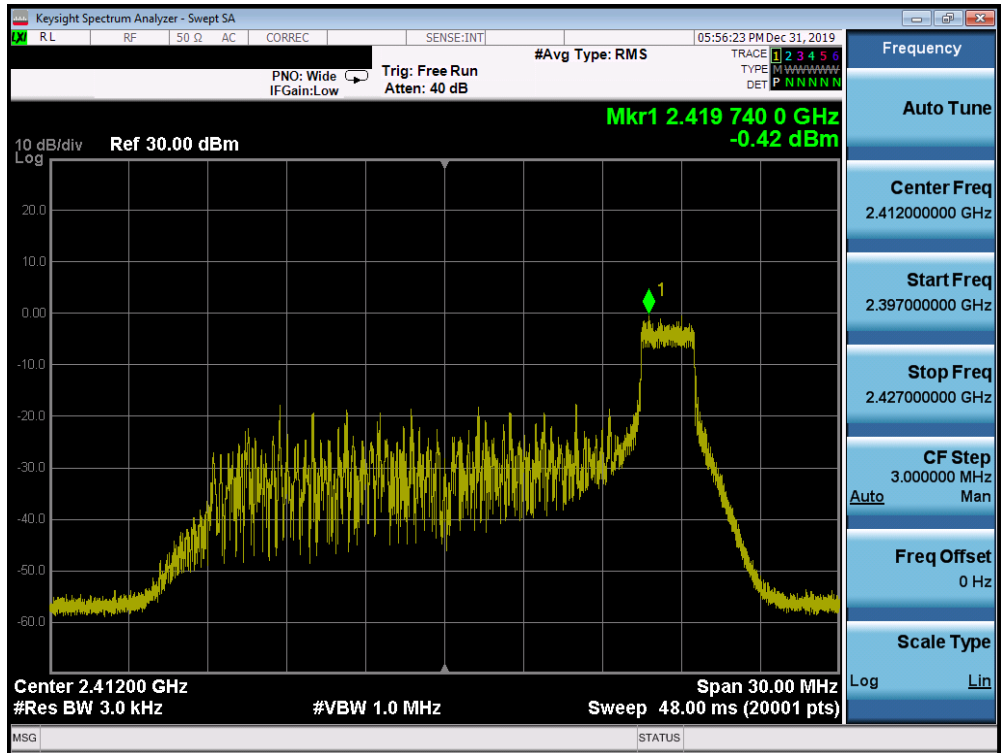 Keysight Spectrum Analyzer - Swept SA
LXI RL RF 50 Ω AC CORREC SENSE:INT 05:56:23 PM Dec 31, 2019
#Avg Type: RMS TRACE 1 2 3 4 5 6
PNO: Wide Trig: Free Run TYPE M WWWWW
IFGain:Low Atten: 40 dB DET P N N N N N
Mkr1 2.419 740 0 GHz
10 dB/div Ref 30.00 dBm -0.42 dBm
Log
1
20.0
10.0
0.00
-10.0
-20.0
-30.0
-40.0
-50.0
-60.0
Center 2.41200 GHz Span 30.00 MHz
#Res BW 3.0 kHz #VBW 1.0 MHz Sweep 48.00 ms (20001 pts)
MSG STATUS
Frequency
Auto Tune
Center Freq
2.412000000 GHz
Start Freq
2.397000000 GHz
Stop Freq
2.427000000 GHz
CF Step
3.000000 MHz
Auto Man
Freq Offset
0 Hz
Scale Type
Log Lin